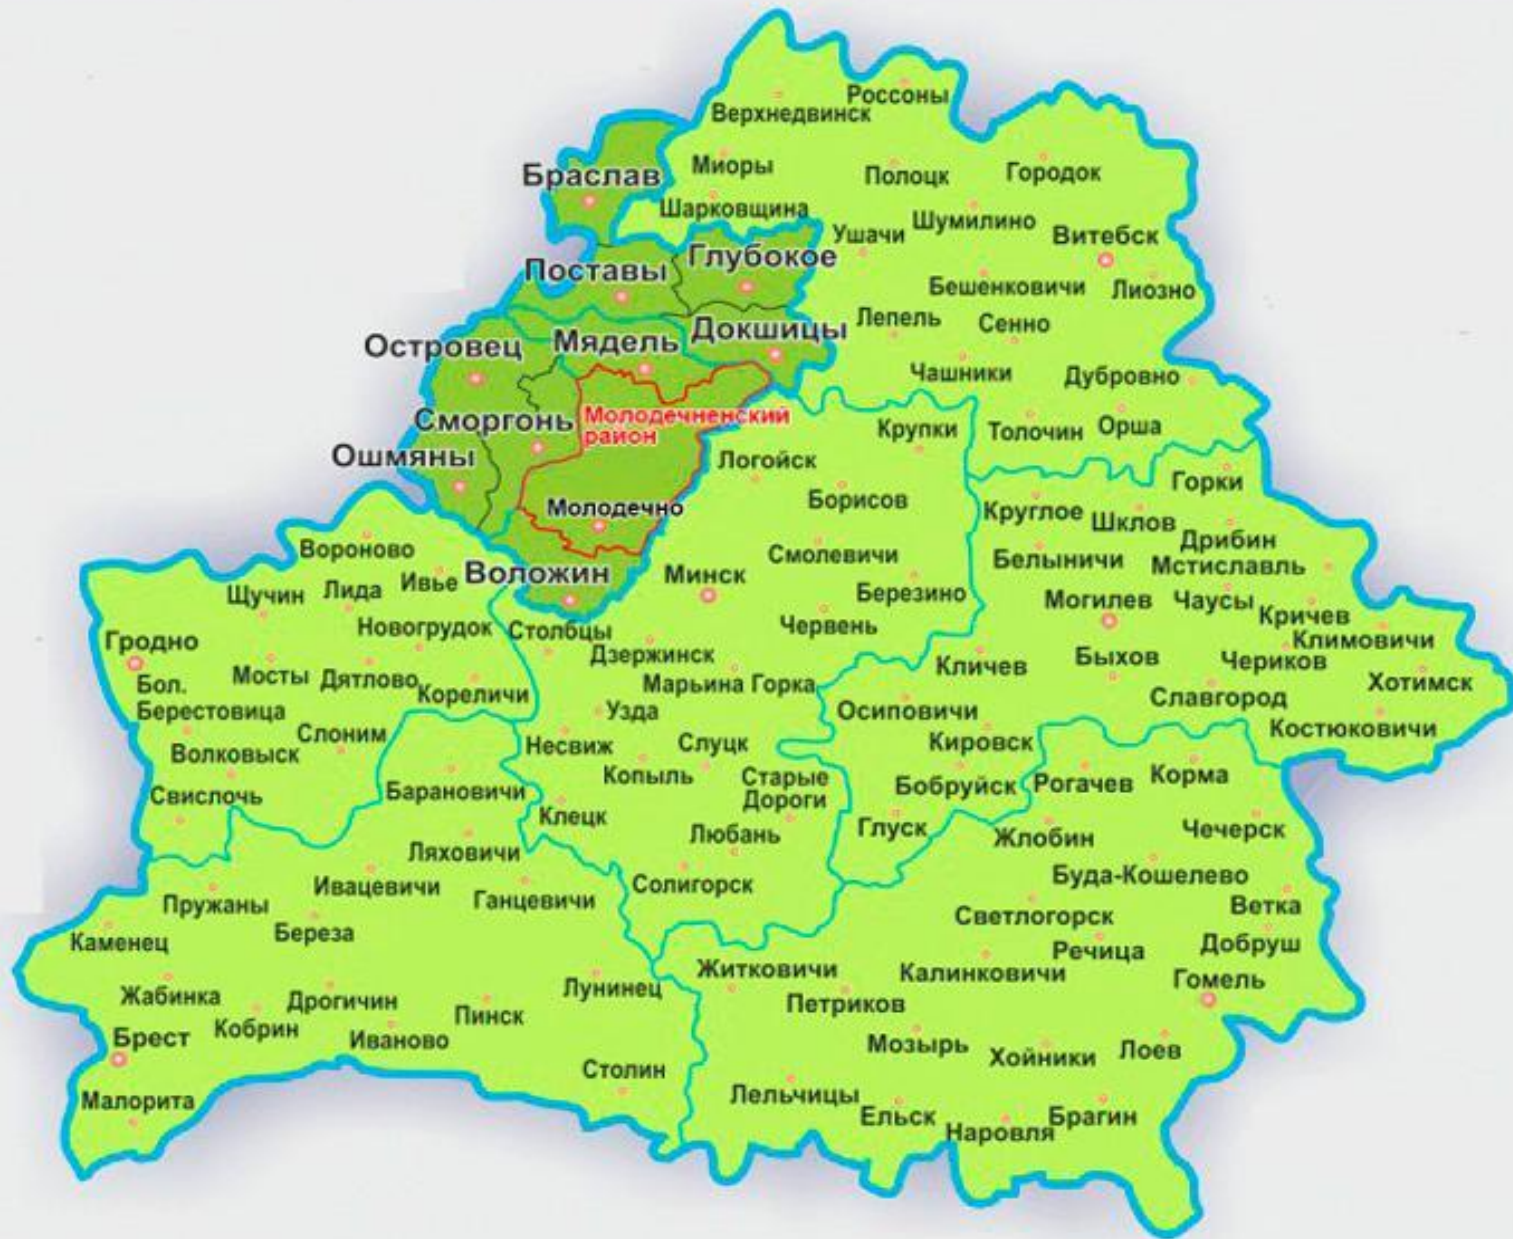 Россоны
Верхнедвинск
Браслав
Миоры
Полоцк
Городок
Шарковщина
Ушачи
Шумилино
Витебск
Поставы
Глубокое
Бешенковичи
Лиозно
Лепель
Сенно
Островец
Мядель
Докшицы
Чашники
Дубровно
Сморгонь
Молодечненский
район
Крупки
Толочин
Орша
Ошмяны
Логойск
Борисов
Горки
Молодечно
Круглое
Шклов
Дрибин
Вороново
Смолевичи
Белыничи
Мстиславль
Щучин
Лида
Ивье
Воложин
Минск
Березино
Могилев
Чаусы
Кричев
Гродно
Новогрудок
Столбцы
Червень
Климовичи
Дзержинск
Кличев
Быхов
Чериков
Бол.
Берестовица
Мосты
Дятлово
Кореличи
Марьина Горка
Славгород
Хотимск
Узда
Осиповичи
Костюковичи
Волковыск
Слоним
Несвиж
Слуцк
Кировск
Свислочь
Барановичи
Копыль
Старые
Дороги
Бобруйск
Рогачев
Корма
Клецк
Любань
Глуск
Жлобин
Чечерск
Ляховичи
Солигорск
Буда-Кошелево
Пружаны
Ивацевичи
Ганцевичи
Светлогорск
Ветка
Каменец
Береза
Речица
Добруш
Житковичи
Калинковичи
Гомель
Жабинка
Дрогичин
Лунинец
Петриков
Брест
Кобрин
Иваново
Пинск
Мозырь
Хойники
Лоев
Столин
Малорита
Лельчицы
Ельск
Наровля
Брагин